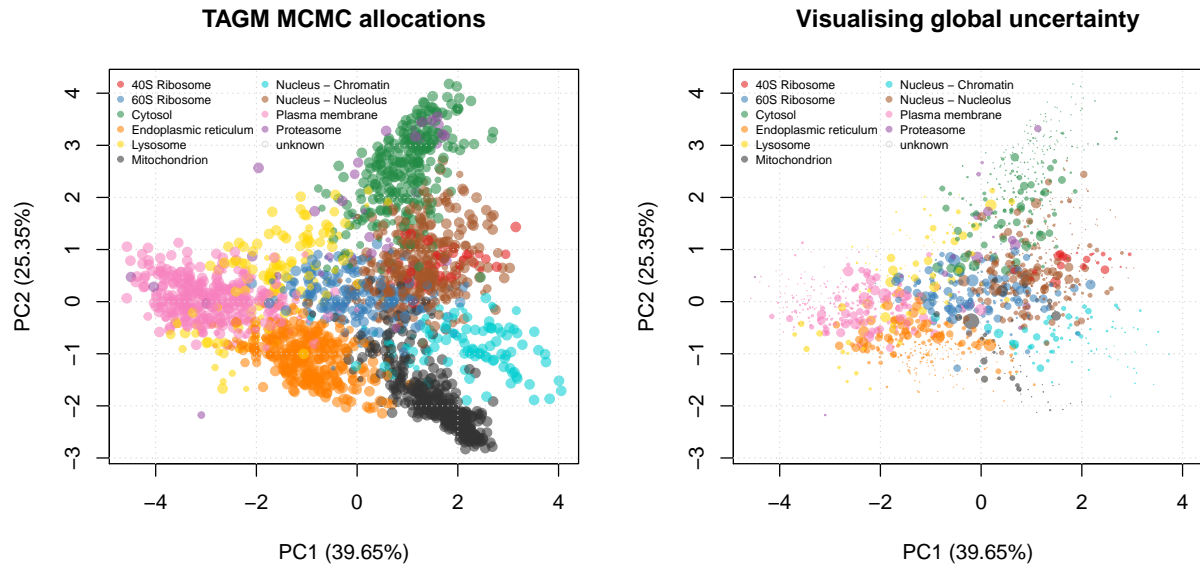 TAGM MCMC allocations
40S Ribosome
60S Ribosome
Cytosol
Endoplasmic reticulum
Lysosome
Mitochondrion
Nucleus − Chromatin
Nucleus − Nucleolus
Plasma membrane
Proteasome
unknown
4
3
2
1
0
−1
−2
−3
PC2 (25.35%)
−4 −2 0 2 4
PC1 (39.65%)
Visualising global uncertainty
40S Ribosome
60S Ribosome
Cytosol
Endoplasmic reticulum
Lysosome
Mitochondrion
Nucleus − Chromatin
Nucleus − Nucleolus
Plasma membrane
Proteasome
unknown
4
3
2
1
0
−1
−2
−3
PC2 (25.35%)
−4 −2 0 2 4
PC1 (39.65%)